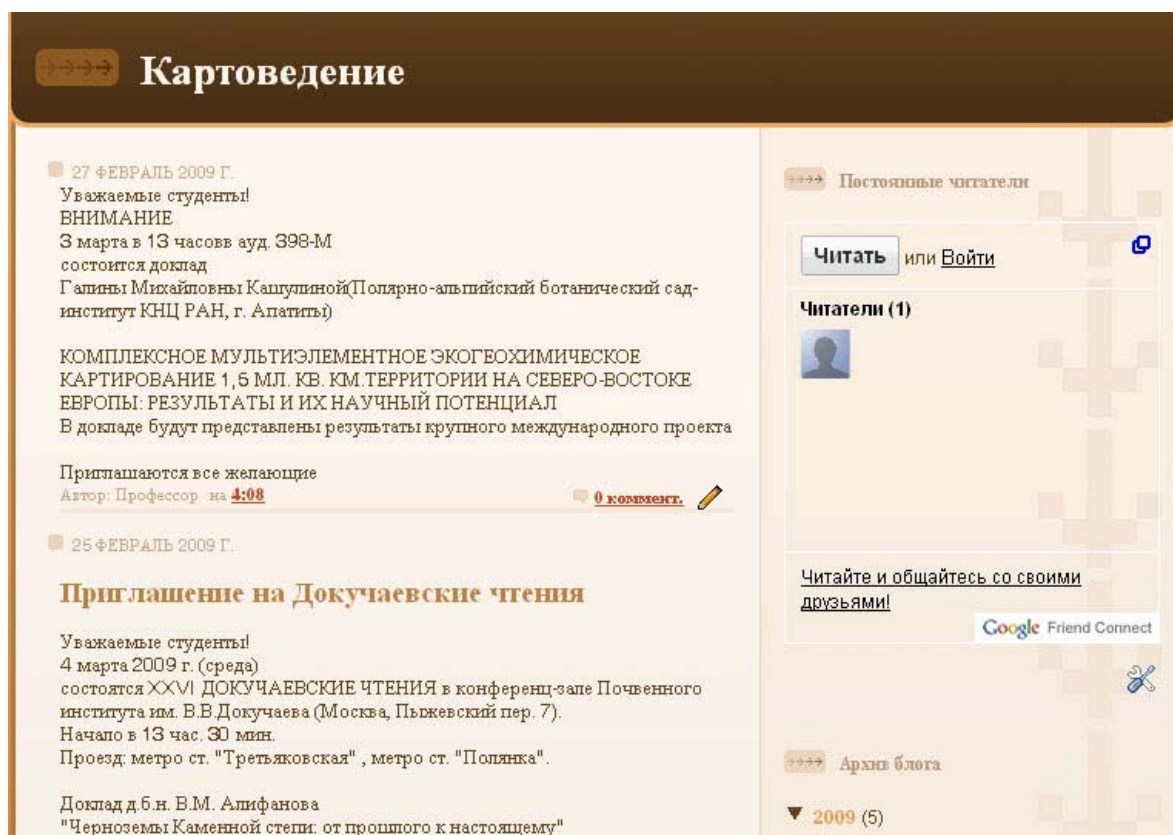 Картоведение
27 ФЕВРАЛЬ 2009 Г.
Уважаемые студенты!
ВНИМАНИЕ
3 марта в 13 часовв ауд. 398-М
состоится доклад
Галины Михайловны Кашулиной(Полярно-альпийский ботанический сад-
институт КНЦ РАН, г. Апатиты)
КОМПЛЕКСНОЕ МУЛЬТИЭЛЕМЕНТНОЕ ЭКОГЕОХИМИЧЕСКОЕ
КАРТИРОВАНИЕ 1,5 МЛ. КВ. КМ.ТЕРРИТОРИИ НА СЕВЕРО-ВОСТОКЕ
ЕВРОПЫ: РЕЗУЛЬТАТЫ И ИХ НАУЧНЫЙ ПОТЕНЦИАЛ
В докладе будут представлены результаты крупного международного проекта
Приглашаются все желающие
Автор: Профессор на 4:08
0 коммент.
25 ФЕВРАЛЬ 2009 Г.
Приглашение на Докучаевские чтения
Уважаемые студенты!
4 марта 2009 г. (среда)
состоятся XXVI ДОКУЧАЕВСКИЕ ЧТЕНИЯ в конференц-зале Почвенного
института им. В.В.Докучаева (Москва, Пыжевский пер. 7).
Начало в 13 час. 30 мин.
Проезд: метро ст. "Третьяковская" , метро ст. "Полянка".
Доклад д.б.н. В.М. Алифанова
"Черноземы Каменной степи: от прошлого к настоящему"
Постоянные читатели
Читать или Войти
Читатели (1)
Читайте и общайтесь со своими
друзьями!
Google Friend Connect
Архив блога
▼ 2009 (5)